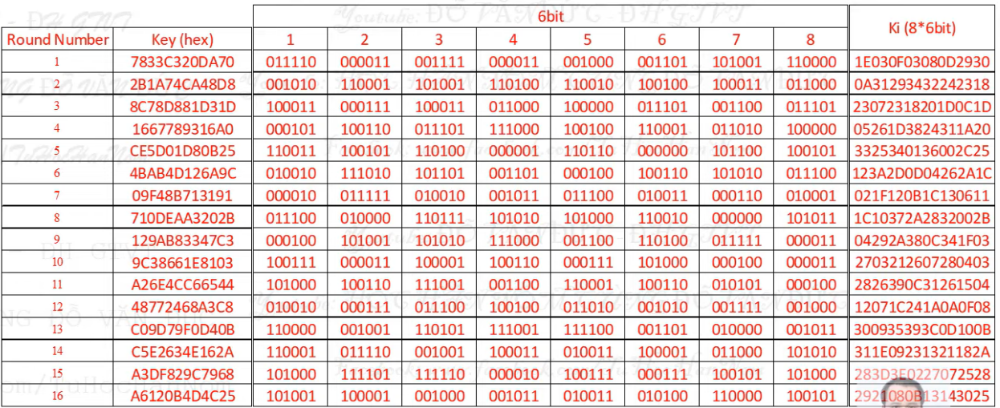 6bit
Round Number Key (hex) 1 2 3 4 5 6 7 8 Ki (8*6bit)
1 7833C320DA70 011110 000011 001111 000011 001000 001101 101001 110000 1E030F03080D2930
2 2B1A74CA48D8 001010 110001 101001 110100 110010 100100 100011 011000 0A31293432242318
3 8C78D881D31D 100011 000111 100011 011000 100000 011101 001100 011101 23072318201D0C1D
4 1667789316A0 000101 100110 011101 111000 100100 110001 011010 100000 05261D3824311A20
5 CE5D01D80B25 110011 100101 110100 000001 110110 000000 101100 100101 3325340136002C25
6 4BAB4D126A9C 010010 111010 101101 001101 000100 100110 101010 011100 123A2D0D04262A1C
7 09F48B713191 000010 011111 010010 001011 011100 010011 000110 010001 021F120B1C130611
8 710DEAA3202B 011100 010000 110111 101010 101000 110010 000000 101011 1C10372A2832002B
9 129AB83347C3 000100 101001 101010 111000 001100 110100 011111 000011 04292A380C341F03
10 9C38661E8103 100111 000011 100001 100110 000111 101000 000100 000011 2703212607280403
11 A26E4CC66544 101000 100110 111001 001100 110001 100110 010101 000100 2826390C31261504
12 48772468A3C8 010010 000111 011100 100100 011010 001010 001111 001000 12071C241A0A0F08
13 C09D79F0D40B 110000 001001 110101 111001 111100 001101 010000 001011 300935393C0D100B
14 C5E2634E162A 110001 011110 001001 100011 010011 100001 011000 101010 311E09231321182A
15 A3DF829C7968 101000 111101 111110 000010 100111 000111 100101 101000 283D3E0227072528
16 A6120B4D4C25 101001 100001 001000 001011 010011 010100 110000 100101 2921080B13143025